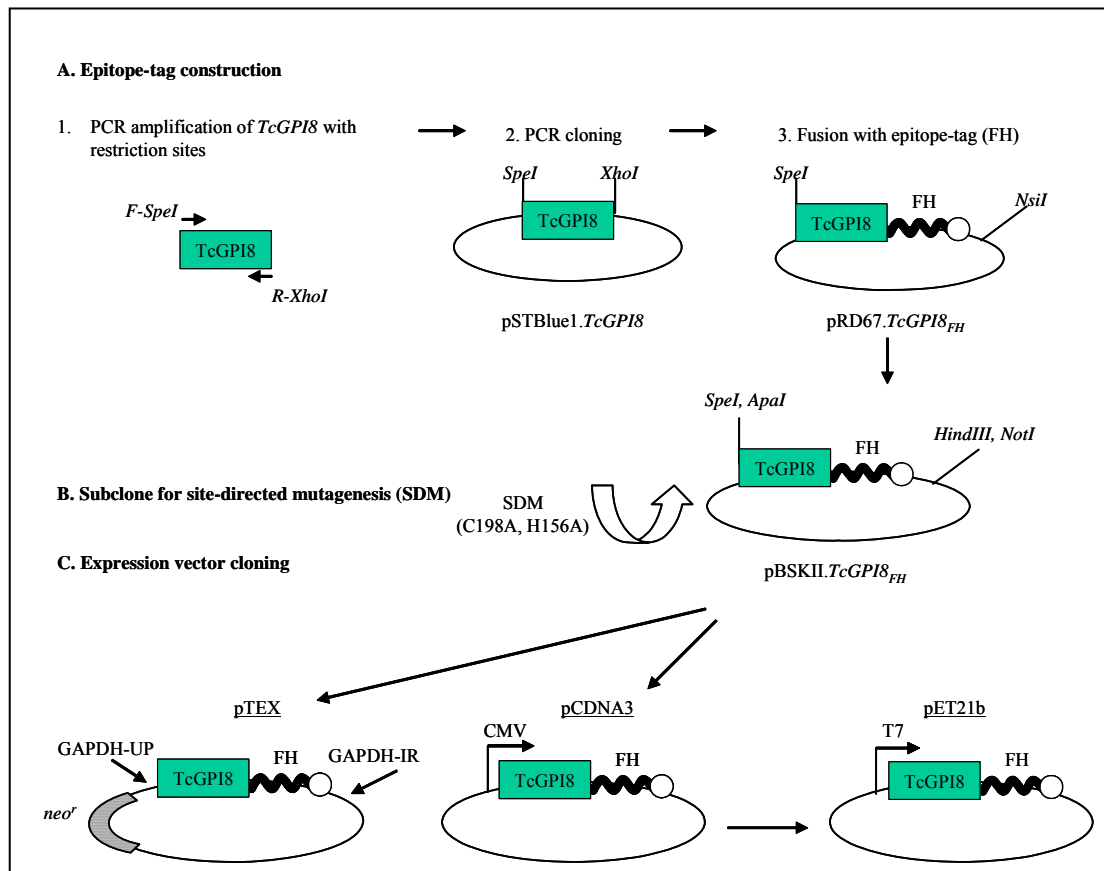 A. Epitope-tag construction
1. PCR amplification of TcGPI8 with
restriction sites
2. PCR cloning
3. Fusion with epitope-tag (FH)
F-SpeI
TcGPI8
R-XhoI
SpeI
XhoI
TcGPI8
pSTBlue1.TcGPI8
SpeI
FH
NsiI
TcGPI8
pRD67.TcGPI8FH
SpeI, ApaI
FH
HindIII, NotI
TcGPI8
B. Subclone for site-directed mutagenesis (SDM)
SDM
(C198A, H156A)
pBSKII.TcGPI8FH
C. Expression vector cloning
pTEX
GAPDH-UP
FH
GAPDH-IR
TcGPI8
neor
pCDNA3
CMV
FH
TcGPI8
pET21b
T7
FH
TcGPI8